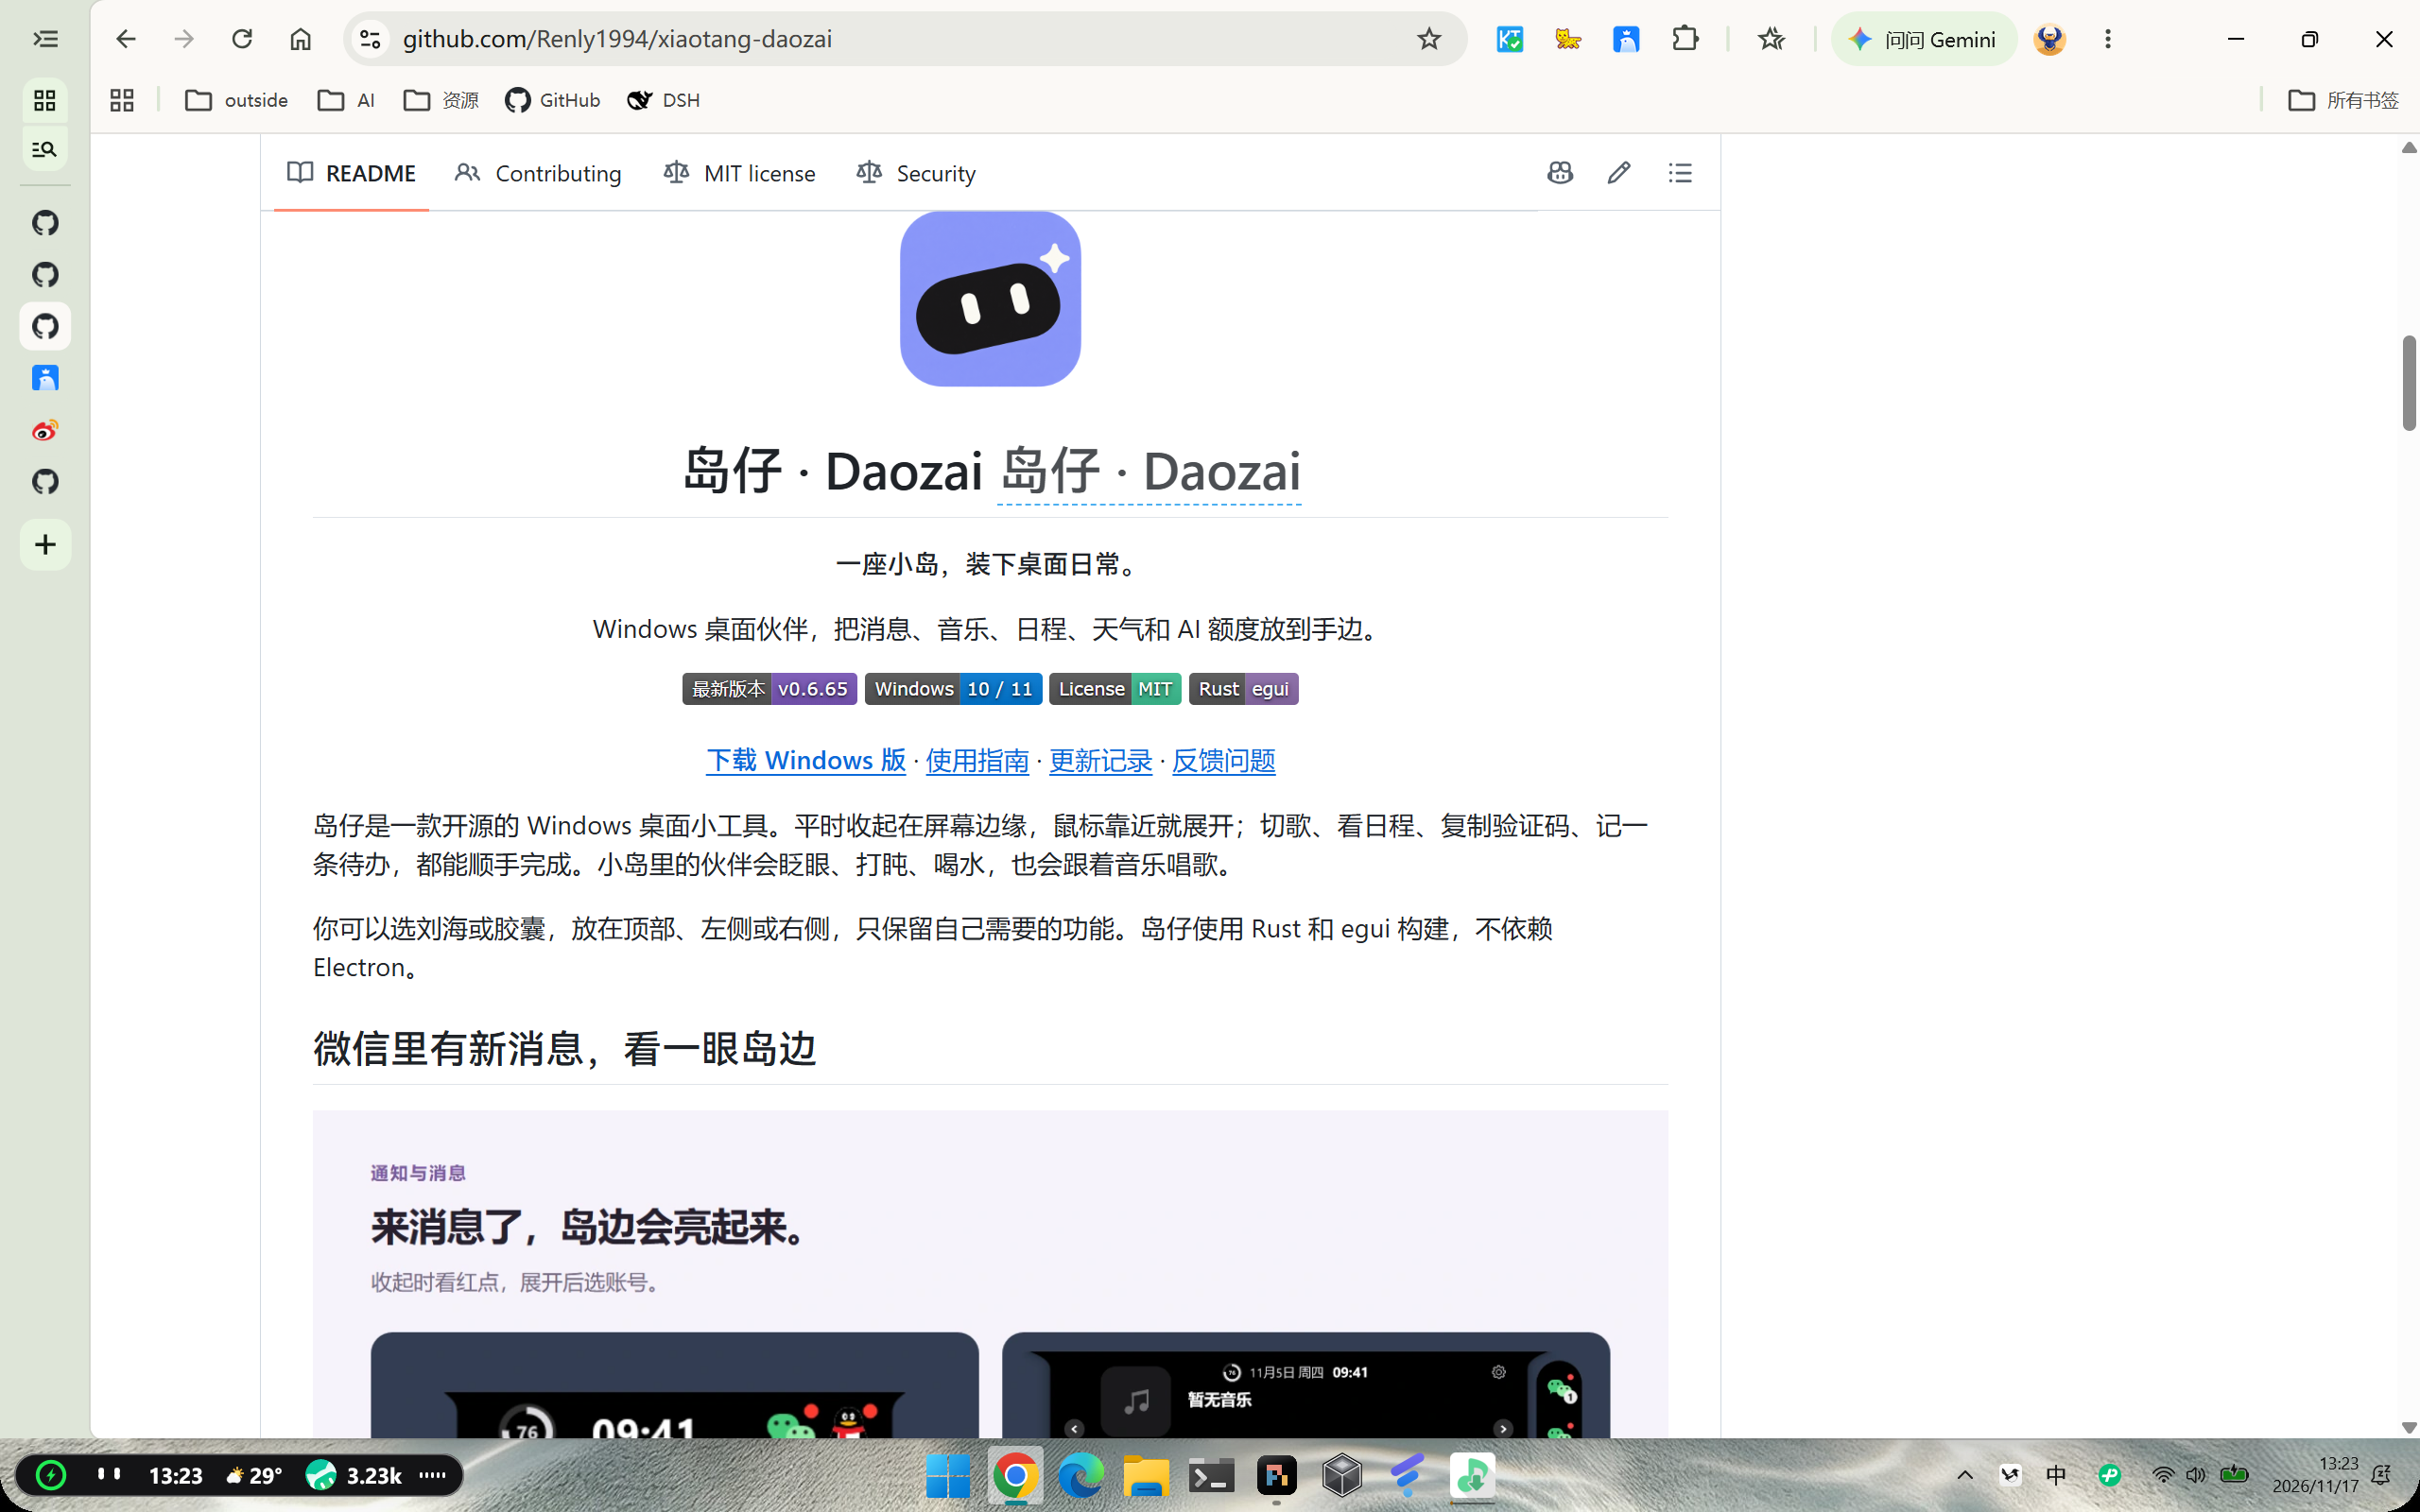 github.com/Renly1994/xiaotang-daozai
问问 Gemini
outside
AI
资源
GitHub
DSH
所有书签
README
Contributing
MIT license
Security
岛仔 · Daozai 岛仔 · Daozai
一座小岛，装下桌面日常。
Windows 桌面伙伴，把消息、音乐、日程、天气和 AI 额度放到手边。
最新版本 v0.6.65 Windows 10 / 11 License MIT Rust egui
下载 Windows 版 · 使用指南 · 更新记录 · 反馈问题
岛仔是一款开源的 Windows 桌面小工具。平时收起在屏幕边缘，鼠标靠近就展开；切歌、看日程、复制验证码、记一
条待办，都能顺手完成。小岛里的伙伴会眨眼、打盹、喝水，也会跟着音乐唱歌。
你可以选刘海或胶囊，放在顶部、左侧或右侧，只保留自己需要的功能。岛仔使用 Rust 和 egui 构建，不依赖
Electron。
微信里有新消息，看一眼岛边
通知与消息
来消息了，岛边会亮起来。
收起时看红点，展开后选账号。
76 09:41
76 11月5日 周四 09:41
暂无音乐
1
13:23 29° 3.23k
中
13:23
2026/11/17